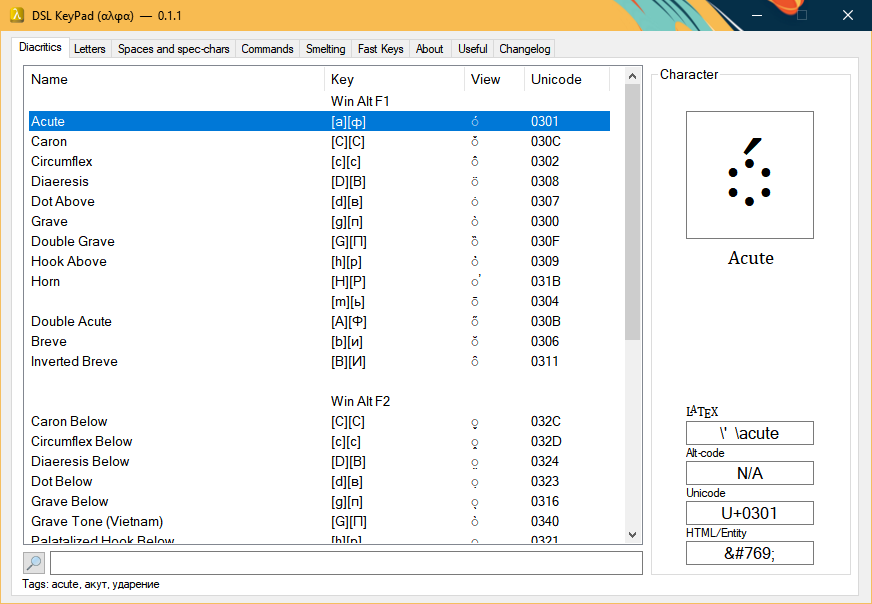 DSL KeyPad (αλφα) — 0.1.1
Diacritics Letters Spaces and spec-chars Commands Smelting Fast Keys About Useful Changelog
Name Key View Unicode
Win Alt F1
Acute [a][ф] ó 0301
Caron [C][C] ǒ 030C
Circumflex [c][c] ô 0302
Diaeresis [D][В] ö 0308
Dot Above [d][в] ȯ 0307
Grave [g][п] ò 0300
Double Grave [G][П] ȍ 030F
Hook Above [h][р] ỏ 0309
Horn [H][Р] ơ 031B
[m][ь] ō 0304
Double Acute [A][Ф] ő 030B
Breve [b][и] ŏ 0306
Inverted Breve [B][И] ȏ 0311
Win Alt F2
Caron Below [C][C] ◌̬ 032C
Circumflex Below [c][c] ◌̭ 032D
Diaeresis Below [D][В] ◌̤ 0324
Dot Below [d][в] ◌̣ 0323
Grave Below [g][п] ◌̖ 0316
Grave Tone (Vietnam) [G][П] ◌̀ 0340
Palatalized Hook Below [h][р] 0321
Tags: acute, акут, ударение
Character
◌́
Acute
LATEX
\' \acute
Alt-code
N/A
Unicode
U+0301
HTML/Entity
&#769;